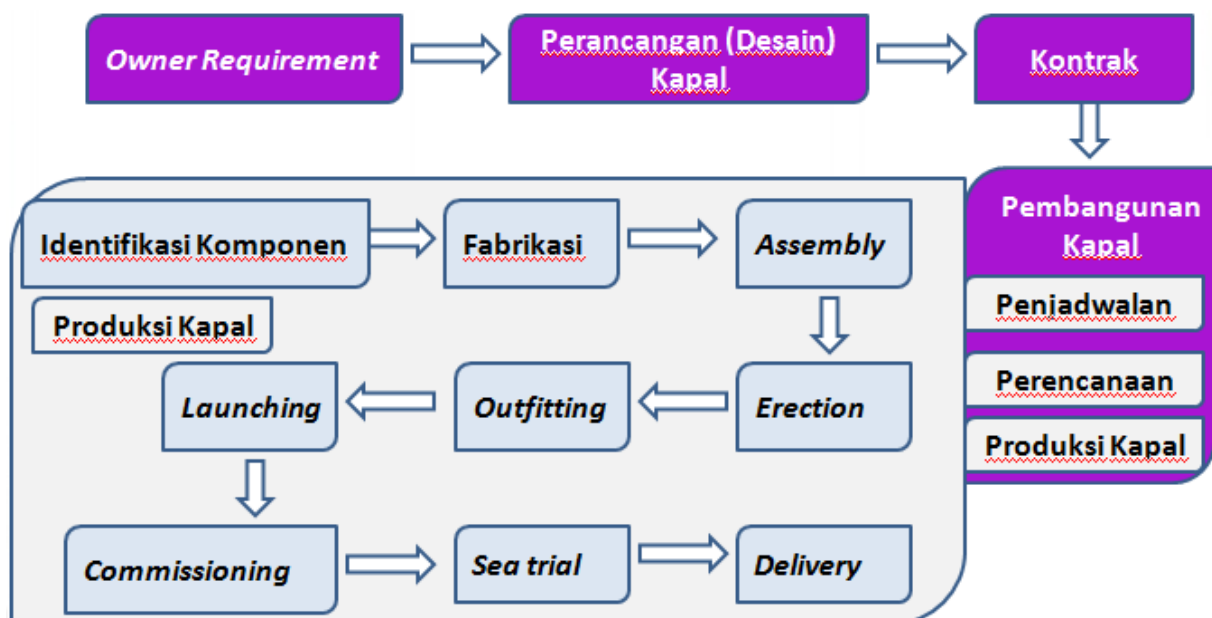 Owner Requirement
Perancangan (Desain)
Kapal
Kontrak
Pembangunan
Kapal
Penjadwalan
Perencanaan
Produksi Kapal
Identifikasi Komponen
Fabrikasi
Assembly
Produksi Kapal
Launching
Outfitting
Erection
Commissioning
Sea trial
Delivery